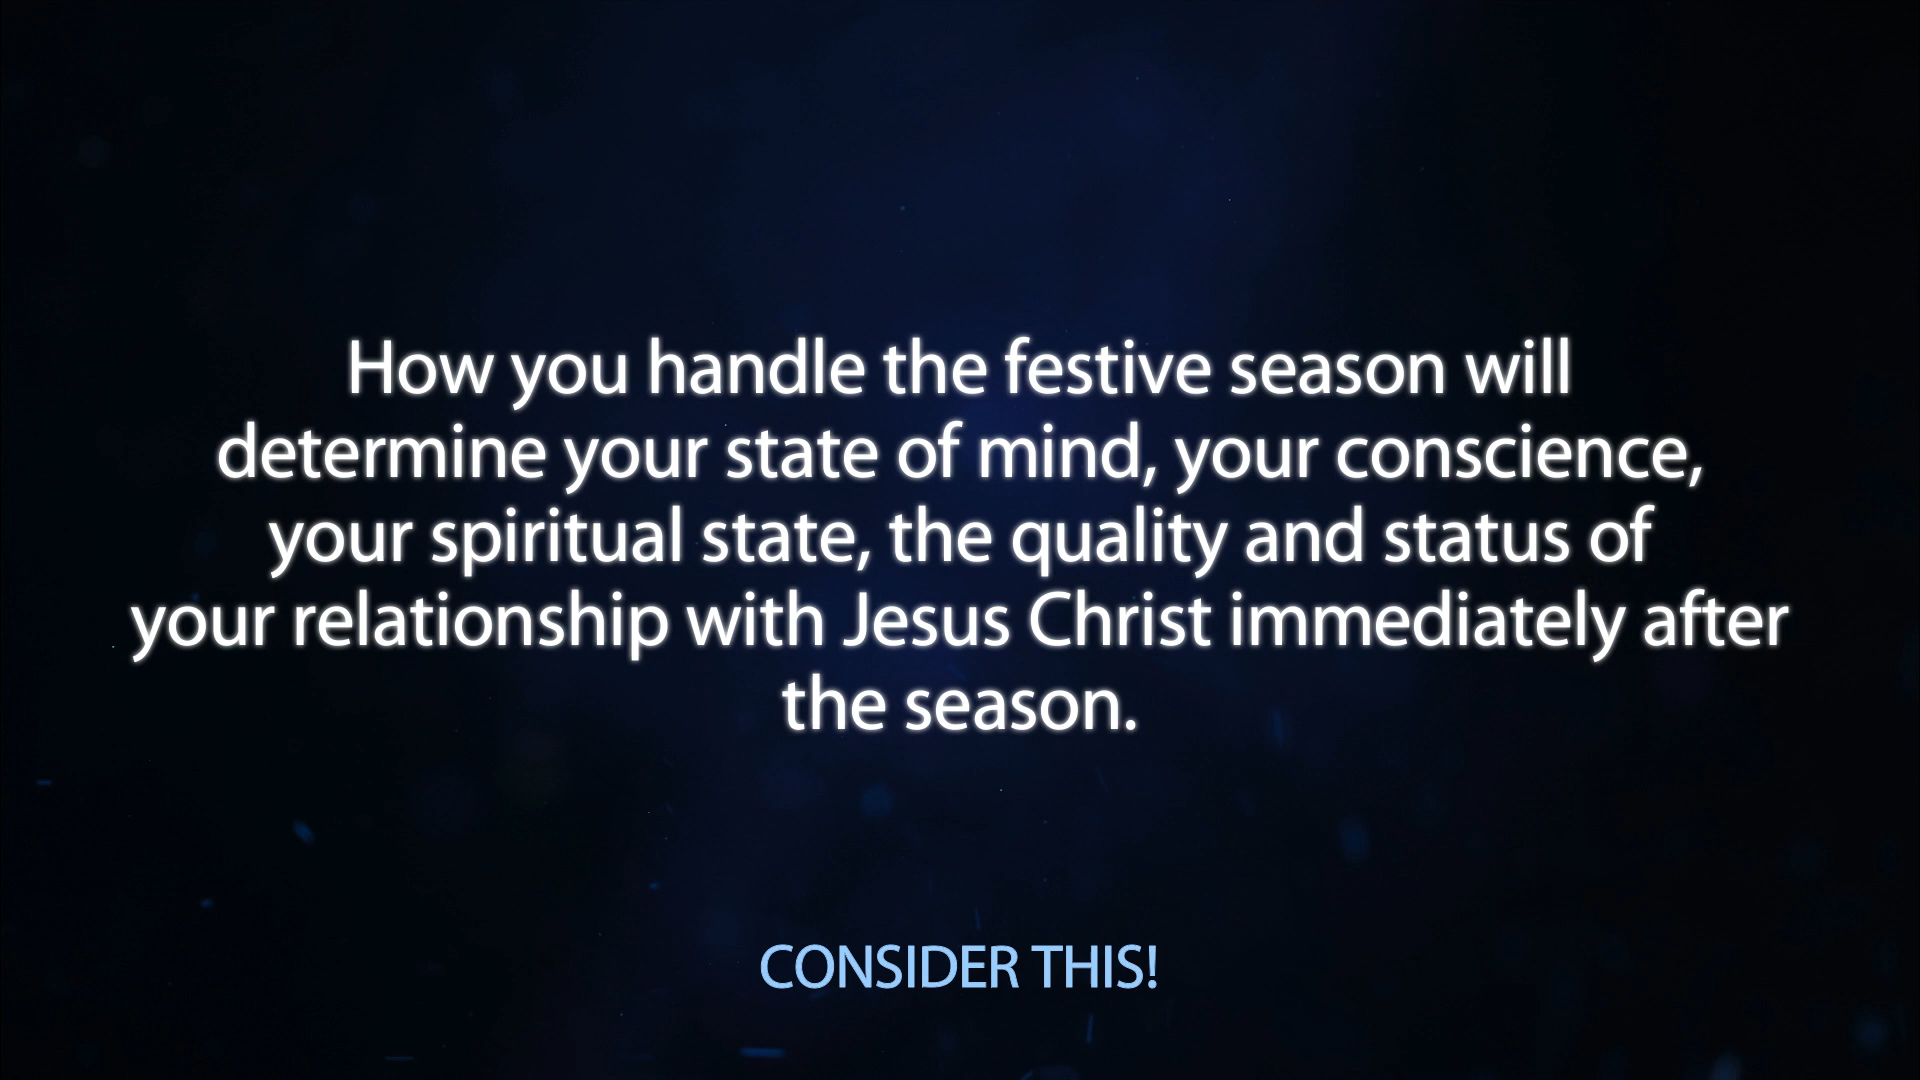 How you handle the festive season will
determine your state of mind, your conscience,
your spiritual state, the quality and status of
your relationship with Jesus Christ immediately after
the season.
CONSIDER THIS!